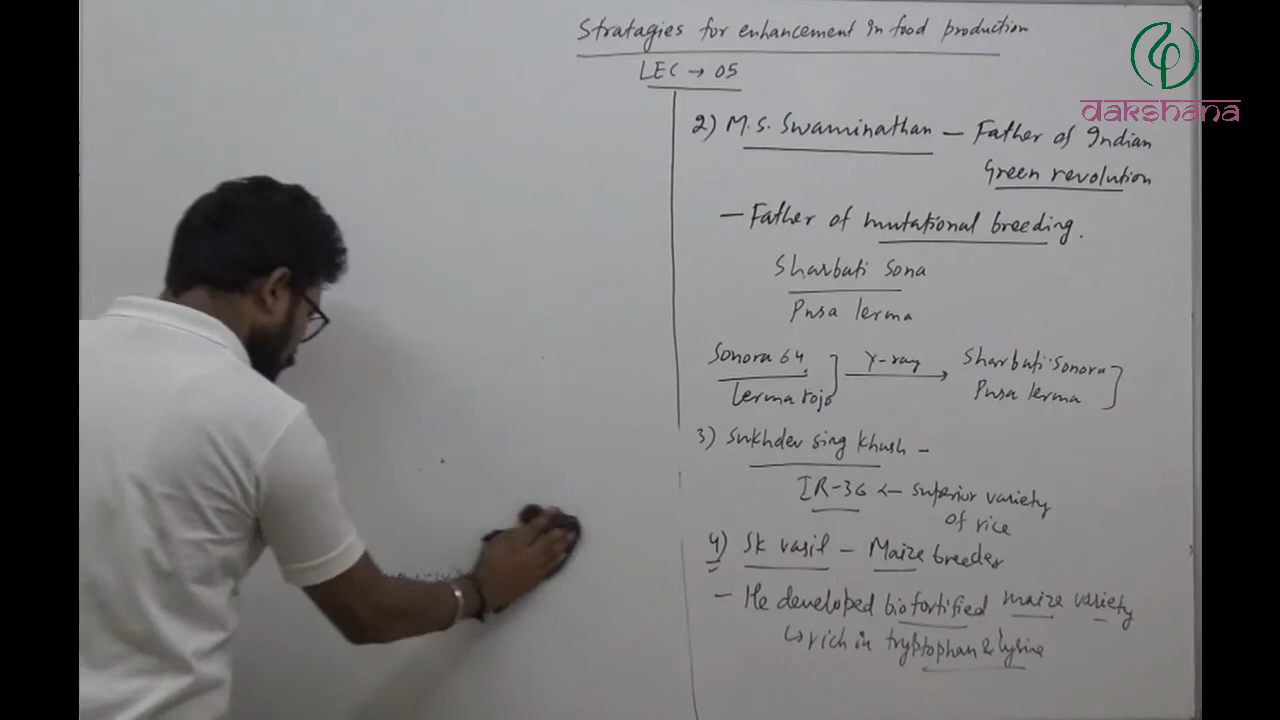 Stratagies for enhancement in food production
LEC → 05
dakshana
2) M.S. Swaminathan – Father of Indian
Green revolution
– Father of mutational breeding.
Sharbati Sona
Pusa lerma
Sonora 64
lerma rojo
γ-ray
Sharbati Sonora
Pusa lerma
3) Sukhdev sing khush –
IR-36 ← superior variety
of rice
4) Sk vasil – Maize breeder
– He developed biofortified maize variety
↳ rich in tryptophan & lysine